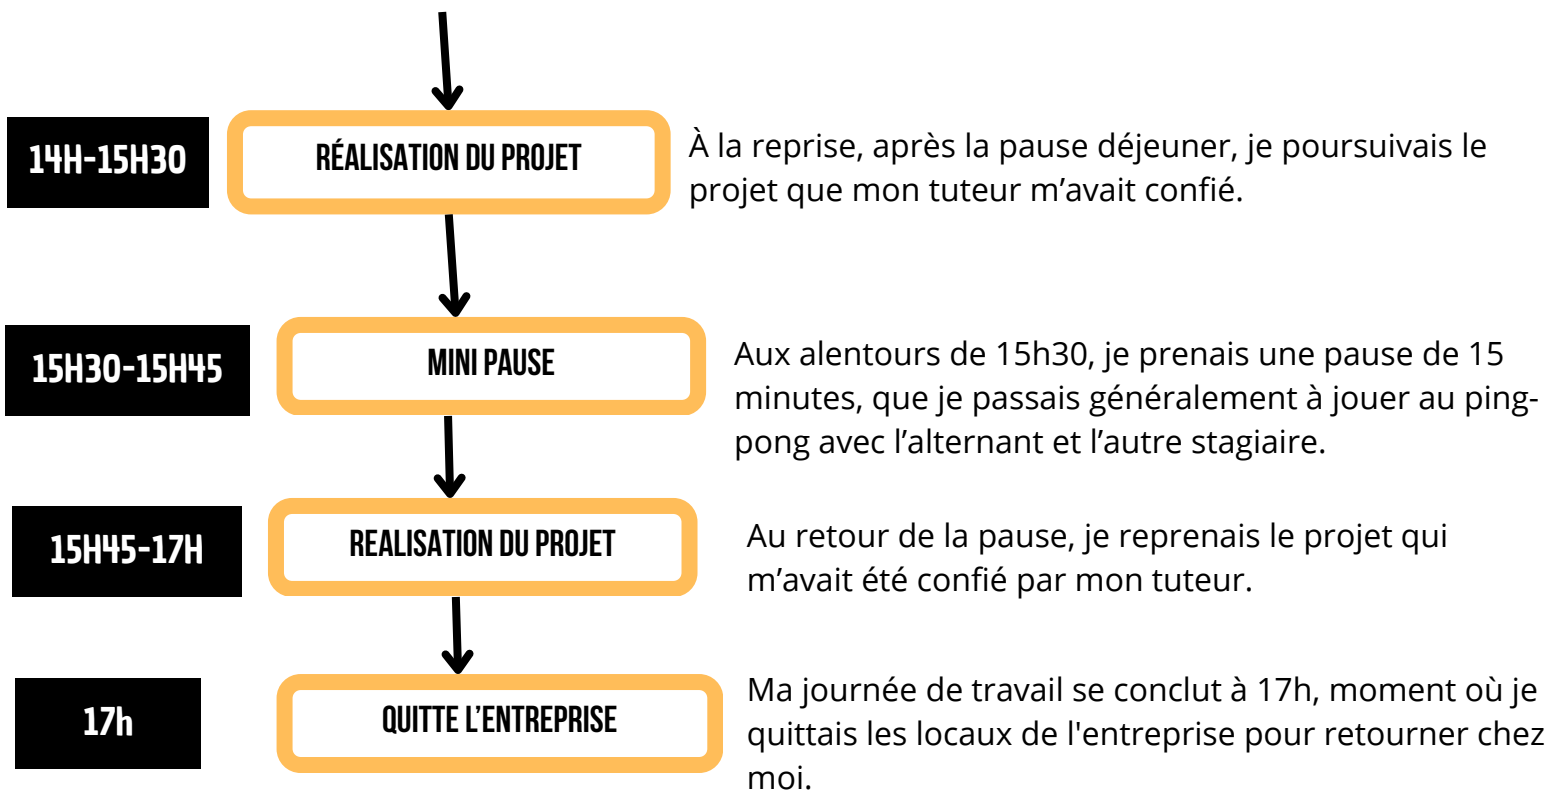 14H-15H30
RÉALISATION DU PROJET
À la reprise, après la pause déjeuner, je poursuivais le
projet que mon tuteur m’avait confié.
15H30-15H45
MINI PAUSE
Aux alentours de 15h30, je prenais une pause de 15
minutes, que je passais généralement à jouer au ping-
pong avec l’alternant et l’autre stagiaire.
15H45-17H
REALISATION DU PROJET
Au retour de la pause, je reprenais le projet qui
m’avait été confié par mon tuteur.
17h
QUITTE L’ENTREPRISE
Ma journée de travail se conclut à 17h, moment où je
quittais les locaux de l'entreprise pour retourner chez
moi.